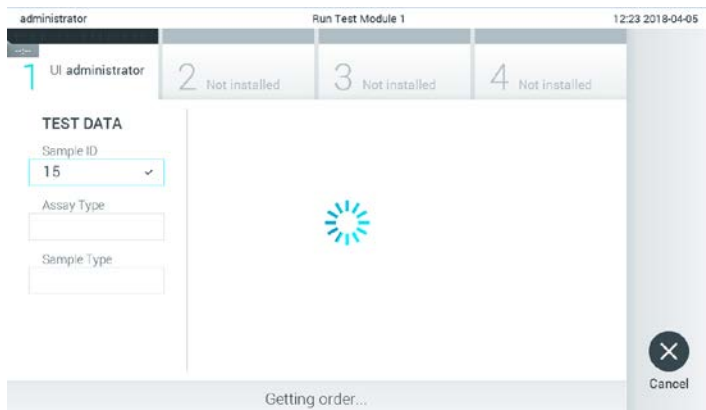 administrator Run Test Module 1 12:23 2018-04-05
1 UI administrator 2 Not installed 3 Not installed 4 Not installed
TEST DATA
Sample ID
15
Assay Type
Sample Type
Cancel
Getting order...